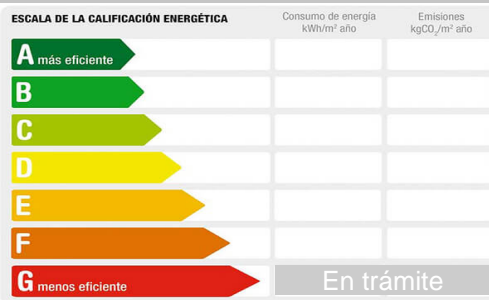 ESCALA DE LA CALIFICACIÓN ENERGÉTICA
Consumo de energía
kWh/m² año
Emisiones
kgCO₂/m² año
A más eficiente
B
C
D
E
F
G menos eficiente
En trámite